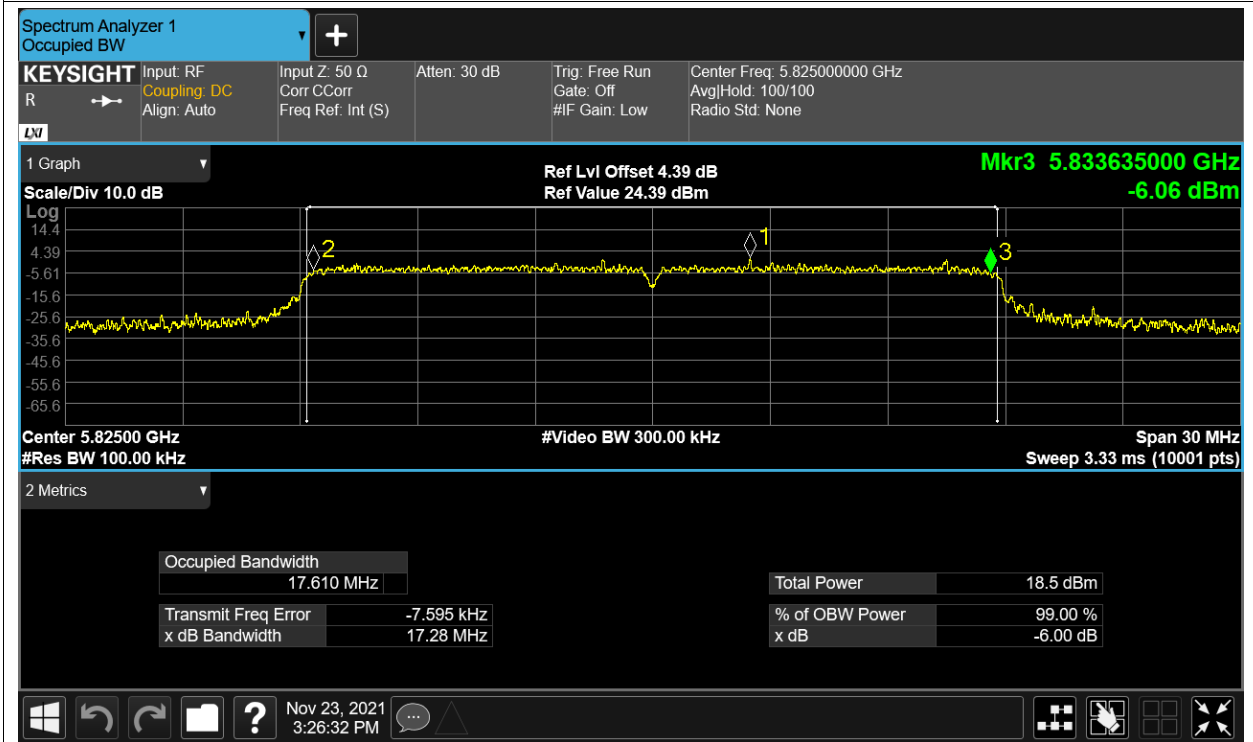 Spectrum Analyzer 1
Occupied BW
KEYSIGHT
R
LXI
Input: RF
Coupling: DC
Align: Auto
Input Z: 50 Ω
Corr CCorr
Freq Ref: Int (S)
Atten: 30 dB
Trig: Free Run
Gate: Off
#IF Gain: Low
Center Freq: 5.825000000 GHz
Avg|Hold: 100/100
Radio Std: None
1 Graph
Scale/Div 10.0 dB
Ref Lvl Offset 4.39 dB
Ref Value 24.39 dBm
Mkr3 5.833635000 GHz
-6.06 dBm
Log
14.4
4.39
-5.61
-15.6
-25.6
-35.6
-45.6
-55.6
-65.6
2
1
3
Center 5.82500 GHz
#Video BW 300.00 kHz
Span 30 MHz
#Res BW 100.00 kHz
Sweep 3.33 ms (10001 pts)
2 Metrics
Occupied Bandwidth
17.610 MHz
Transmit Freq Error -7.595 kHz
x dB Bandwidth 17.28 MHz
Total Power 18.5 dBm
% of OBW Power 99.00 %
x dB -6.00 dB
?
Nov 23, 2021
3:26:32 PM